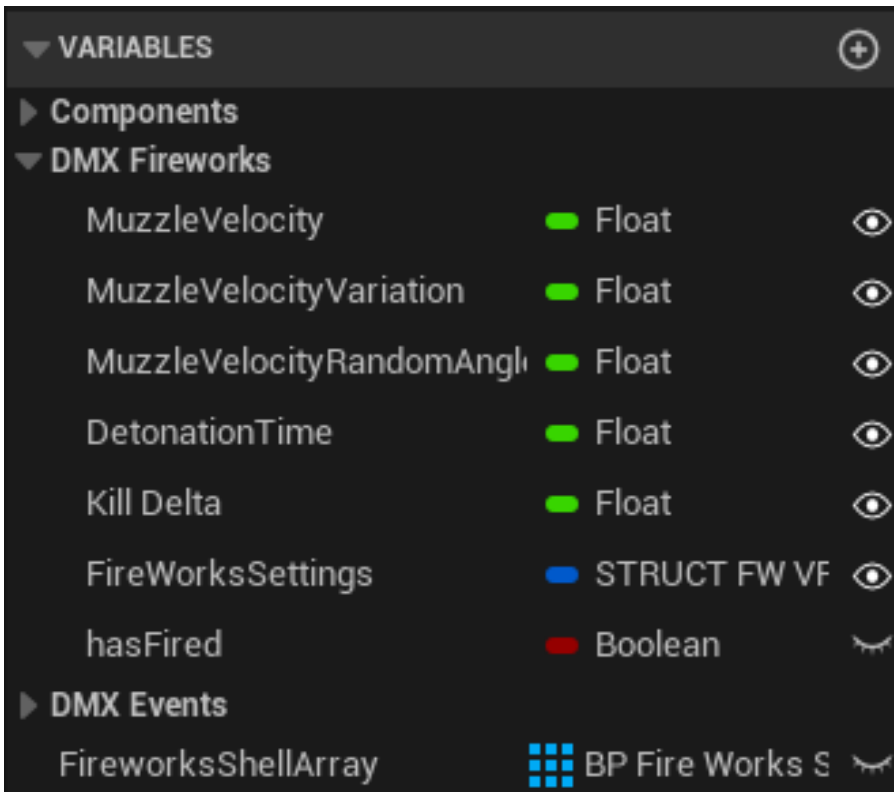 VARIABLES
Components
DMX Fireworks
MuzzleVelocity Float
MuzzleVelocityVariation Float
MuzzleVelocityRandomAngl Float
DetonationTime Float
Kill Delta Float
FireWorksSettings STRUCT FW VF
hasFired Boolean
DMX Events
FireworksShellArray BP Fire Works S